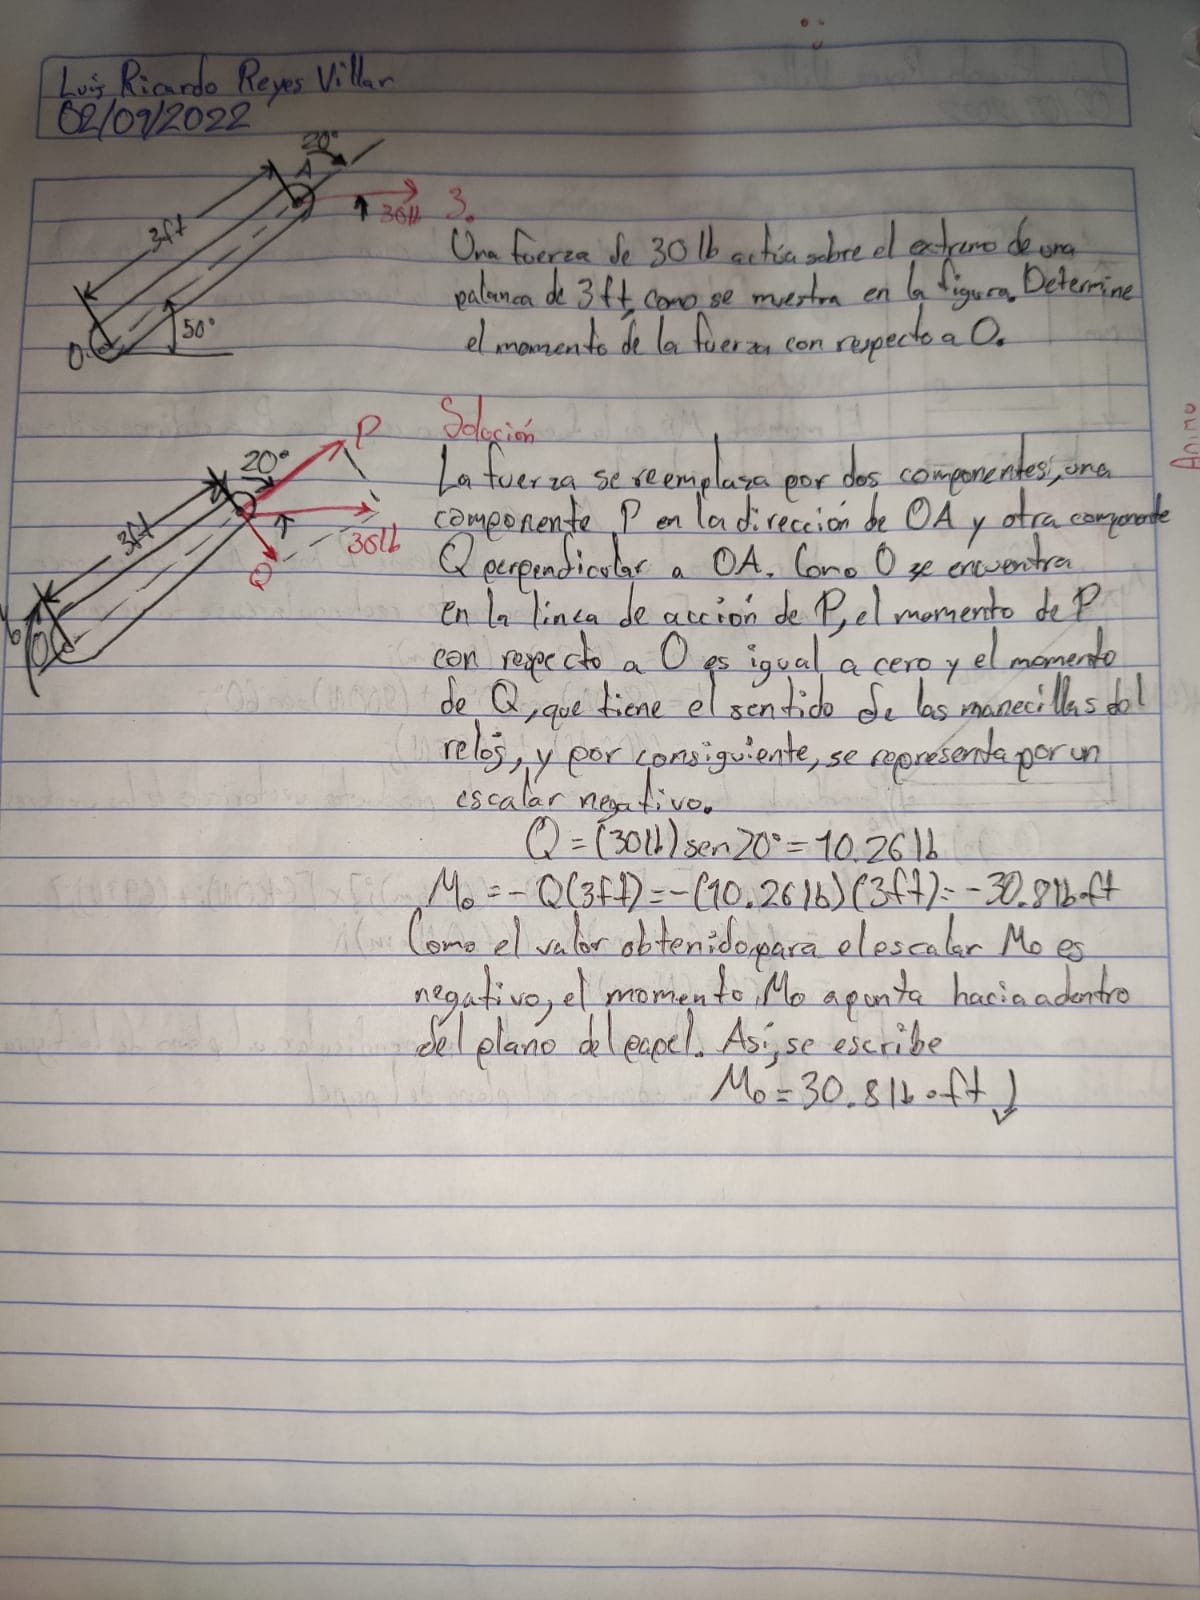 Luis Ricardo Reyes Villar
02/09/2022
20°
A
3ft
30lb
50°
O
3.
Una fuerza de 30 lb actúa sobre el extremo de una
palanca de 3 ft, como se muestra en la figura. Determine
el momento de la fuerza con respecto a O.
Solución
P
20°
3ft
30lb
Q
La fuerza se reemplaza por dos componentes, una
componente P en la dirección de OA y otra componente
Q perpendicular a OA. Como O se encuentra
en la línea de acción de P, el momento de P
con respecto a O es igual a cero y el momento
de Q, que tiene el sentido de las manecillas del
reloj, y por consiguiente, se representa por un
escalar negativo.
Q = (30lb) sen 20° = 10.26 lb
Mo = - Q(3ft) = -(10.26 lb)(3ft) = -30.8 lb·ft
Como el valor obtenido para el escalar Mo es
negativo, el momento Mo apunta hacia adentro
del plano del papel. Así, se escribe
Mo = 30.8 lb·ft